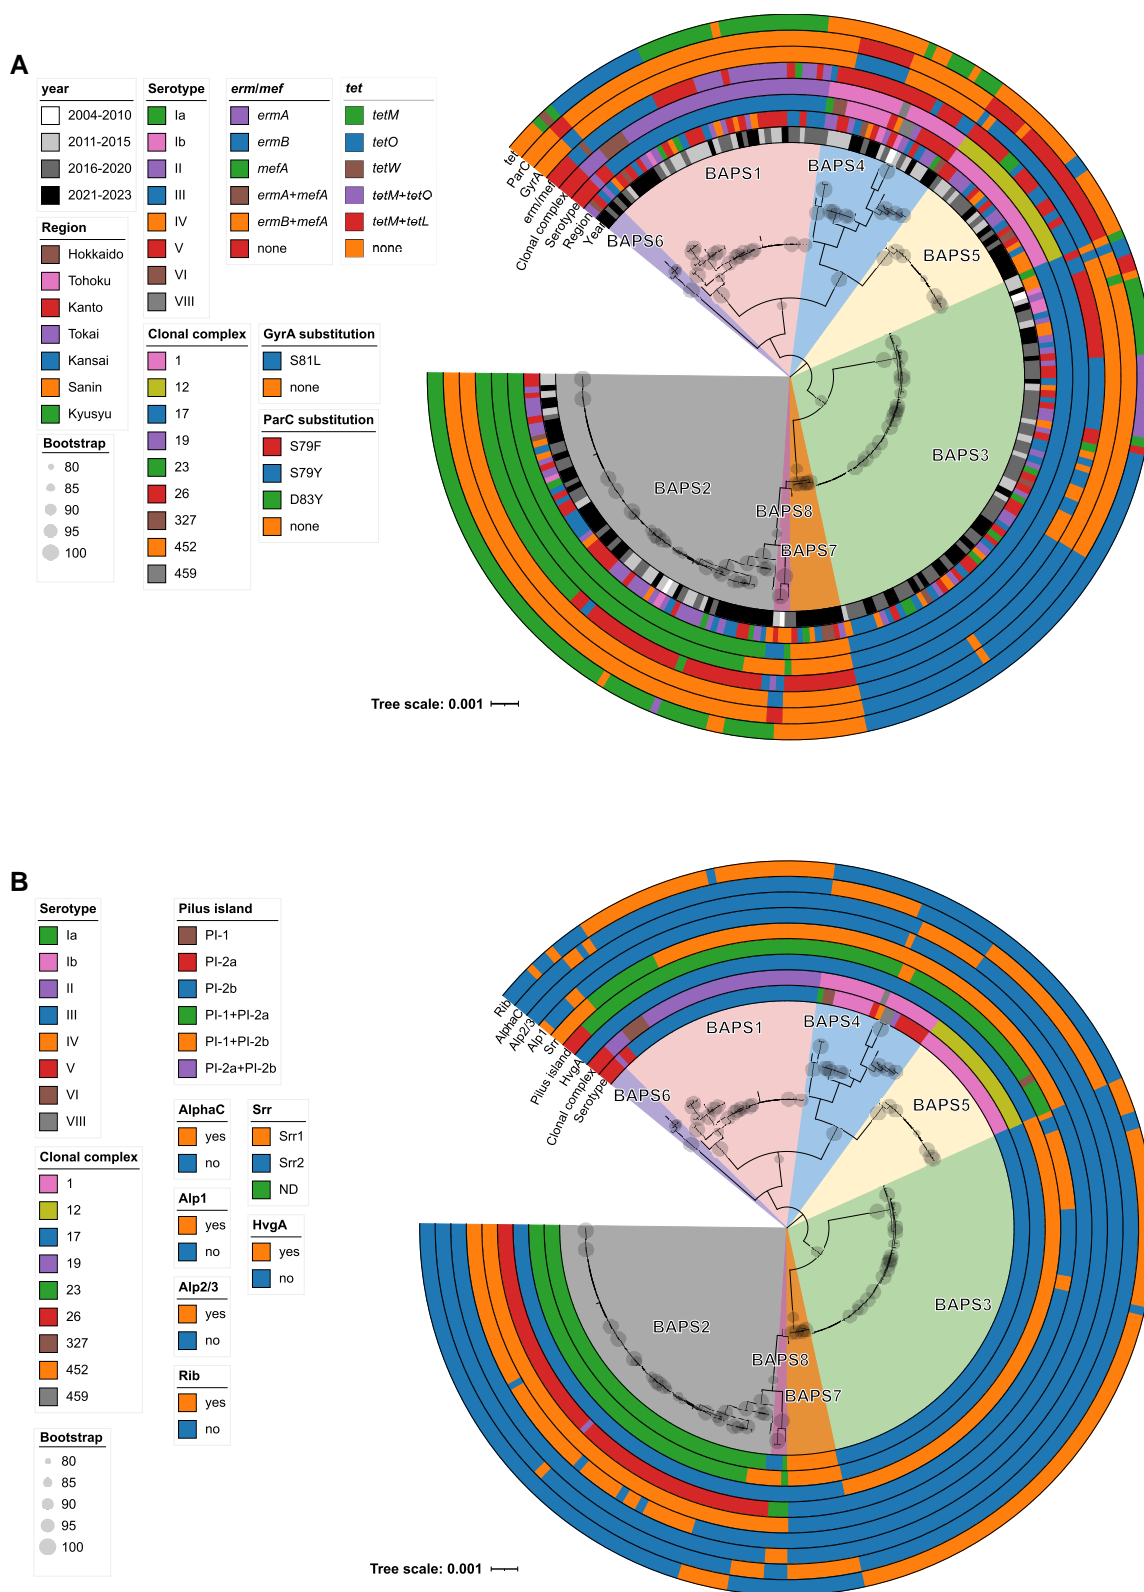 A
year
2004-2010
2011-2015
2016-2020
2021-2023
Region
Hokkaido
Tohoku
Kanto
Tokai
Kansai
Sanin
Kyusyu
Bootstrap
80
85
90
95
100
Serotype
Ia
Ib
II
III
IV
V
VI
VIII
Clonal complex
1
12
17
19
23
26
327
452
459
erm/mef
ermA
ermB
mefA
ermA+mefA
ermB+mefA
none
GyrA substitution
S81L
none
ParC substitution
S79F
S79Y
D83Y
none
tet
tetM
tetO
tetW
tetM+tetO
tetM+tetL
none
tet
ParC
GyrA
erm/mef
Clonal complex
Serotype
Region
Year
BAPS1
BAPS4
BAPS6
BAPS5
BAPS3
BAPS2
BAPS8
BAPS7
Tree scale: 0.001
B
Serotype
Ia
Ib
II
III
IV
V
VI
VIII
Clonal complex
1
12
17
19
23
26
327
452
459
Bootstrap
80
85
90
95
100
Pilus island
PI-1
PI-2a
PI-2b
PI-1+PI-2a
PI-1+PI-2b
PI-2a+PI-2b
AlphaC
yes
no
Alp1
yes
no
Alp2/3
yes
no
Rib
yes
no
Srr
Srr1
Srr2
ND
HvgA
yes
no
Rib
AlphaC
Alp2/3
Alp1
Srr
Pilus island
HvgA
Clonal complex
Serotype
BAPS1
BAPS4
BAPS6
BAPS5
BAPS3
BAPS2
BAPS8
BAPS7
Tree scale: 0.001